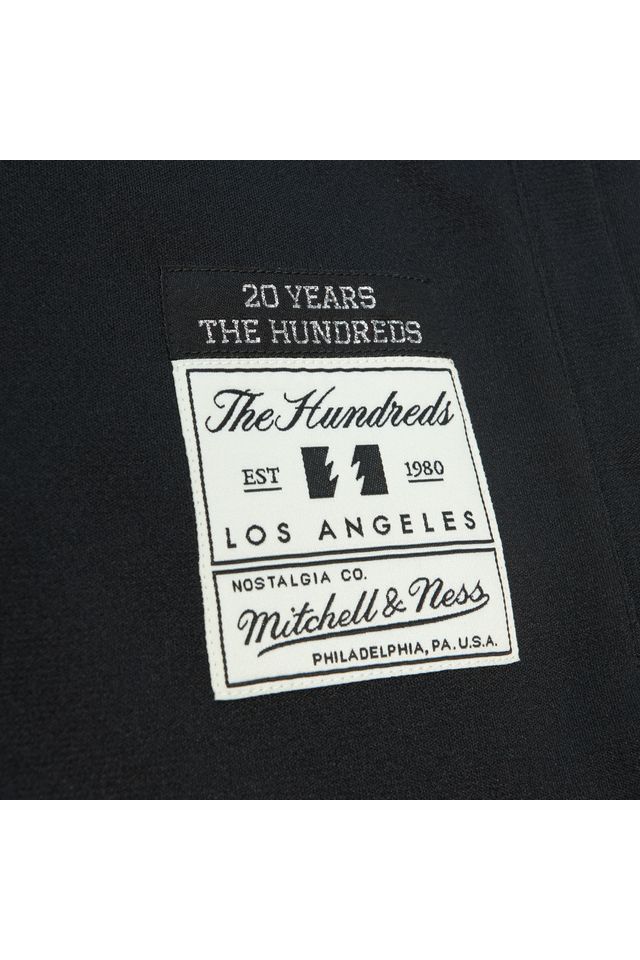 20 YEARS
THE HUNDREDS
The Hundreds
EST 1980
LOS ANGELES
NOSTALGIA CO.
Mitchell & Ness
PHILADELPHIA, PA. U.S.A.